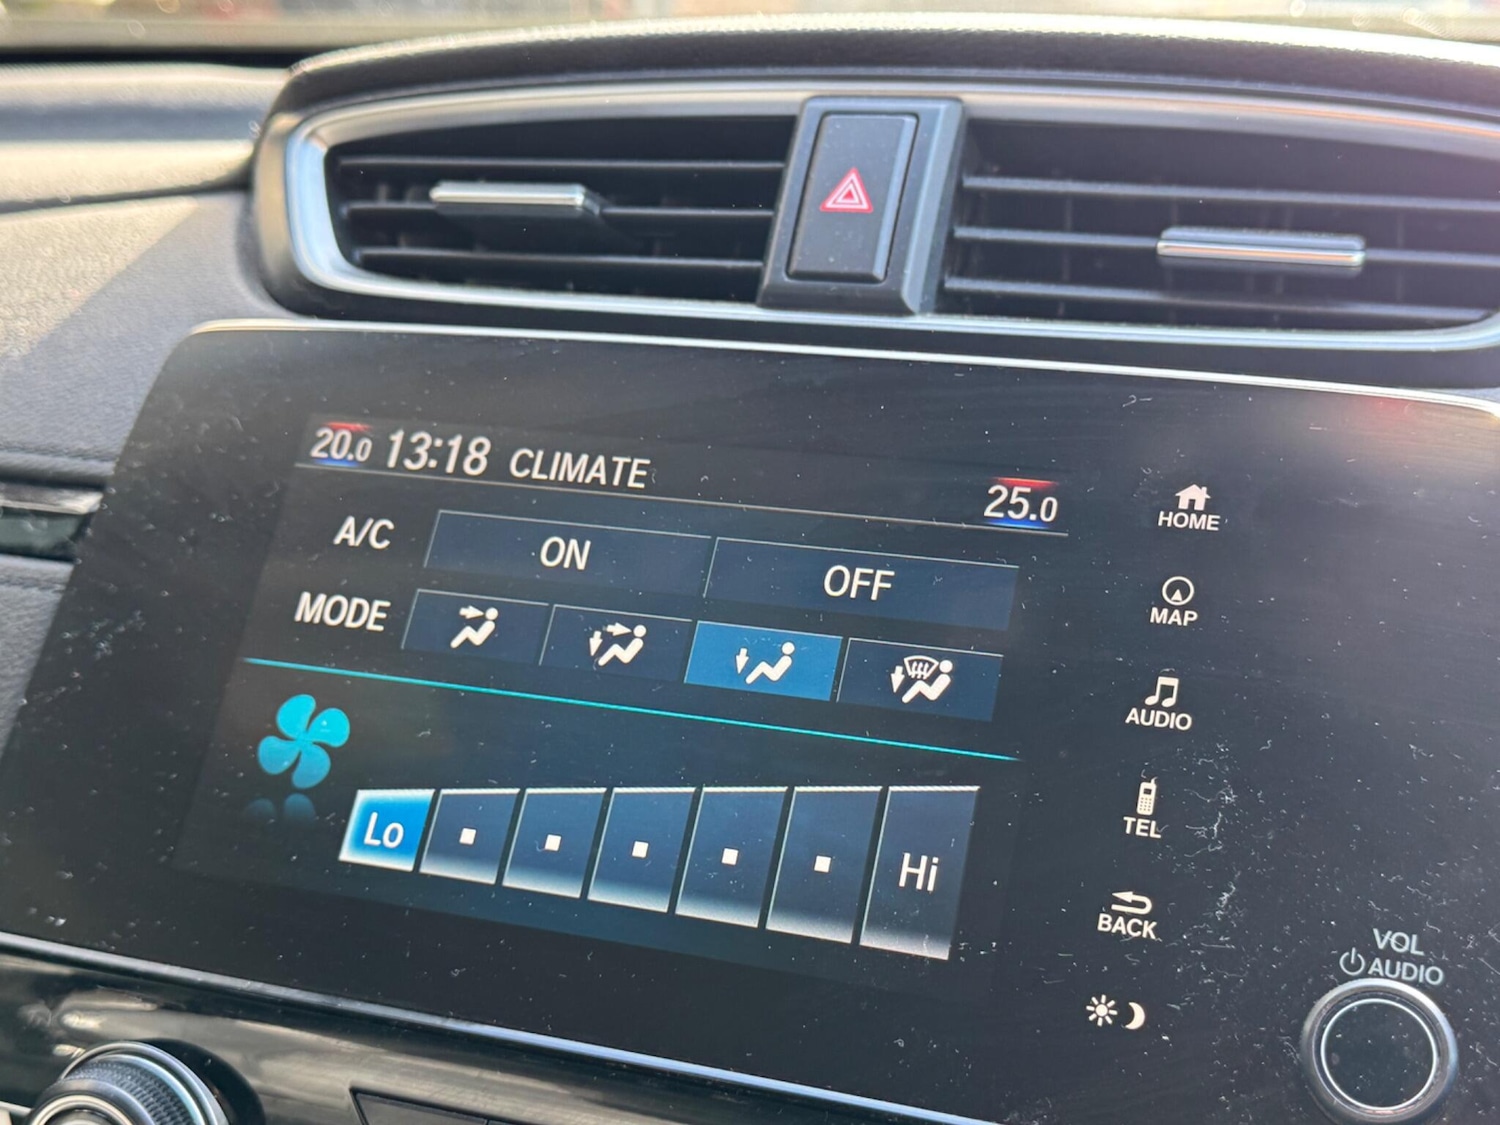 20.0 13:18 CLIMATE
25.0
A/C ON OFF
MODE
Lo Hi
HOME
MAP
AUDIO
TEL
BACK
VOL
AUDIO